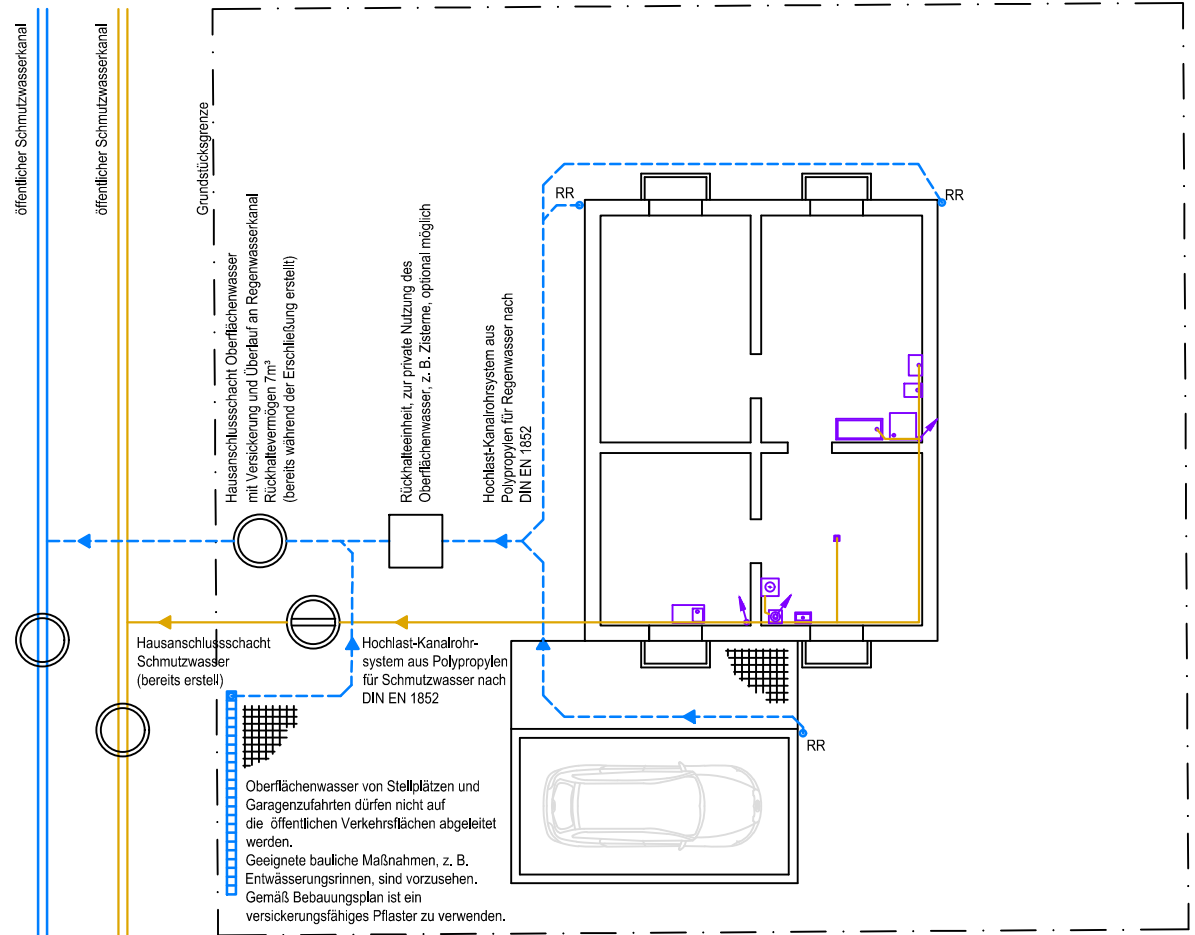 öffentlicher Schmutzwasserkanal
öffentlicher Schmutzwasserkanal
Grundstücksgrenze
Hausanschlussschacht Oberflächenwasser
mit Versickerung und Überlauf an Regenwasserkanal
Rückhaltevermögen 7m³
(bereits während der Erschließung erstellt)
Rückhalteeinheit, zur private Nutzung des
Oberflächenwasser, z. B. Zisterne, optional möglich
Hochlast-Kanalrohrsystem aus
Polypropylen für Regenwasser nach
DIN EN 1852
RR
RR
Hausanschlussschacht
Schmutzwasser
(bereits erstell)
Hochlast-Kanalrohr-
system aus Polypropylen
für Schmutzwasser nach
DIN EN 1852
RR
Oberflächenwasser von Stellplätzen und
Garagenzufahrten dürfen nicht auf
die öffentlichen Verkehrsflächen abgeleitet
werden.
Geeignete bauliche Maßnahmen, z. B.
Entwässerungsrinnen, sind vorzusehen.
Gemäß Bebauungsplan ist ein
versickerungsfähiges Pflaster zu verwenden.